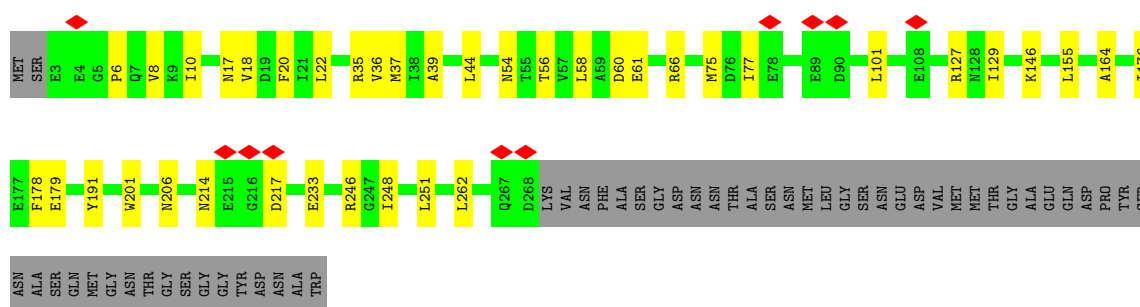 MET SER E3 E4 G5 P6 Q7 V8 K9 I10 N17 V18 D19 F20 I21 L22 R35 V36 M37 I38 A39 L44 N54 T55 T56 V57 L58 A59 D60 E61 R66 M75 D76 I77 E78 E89 D90 L101 E108 R127 N128 I129 K146 L155 A164
E177 F178 E179 Y191 W201 N206 N214 E215 G216 D217 E233 R246 G247 I248 L251 L262 Q267 D268 LYS VAL ASN PHE ALA SER GLY ASP ASN ASN THR ALA SER ASN MET LEU GLY SER ASN GLU ASP VAL MET MET THR GLY ALA GLU GLN ASP PRO TYR
ASN ALA SER GLN MET GLY ASN THR GLY SER GLY GLY TYR ASP ASN ALA TRP